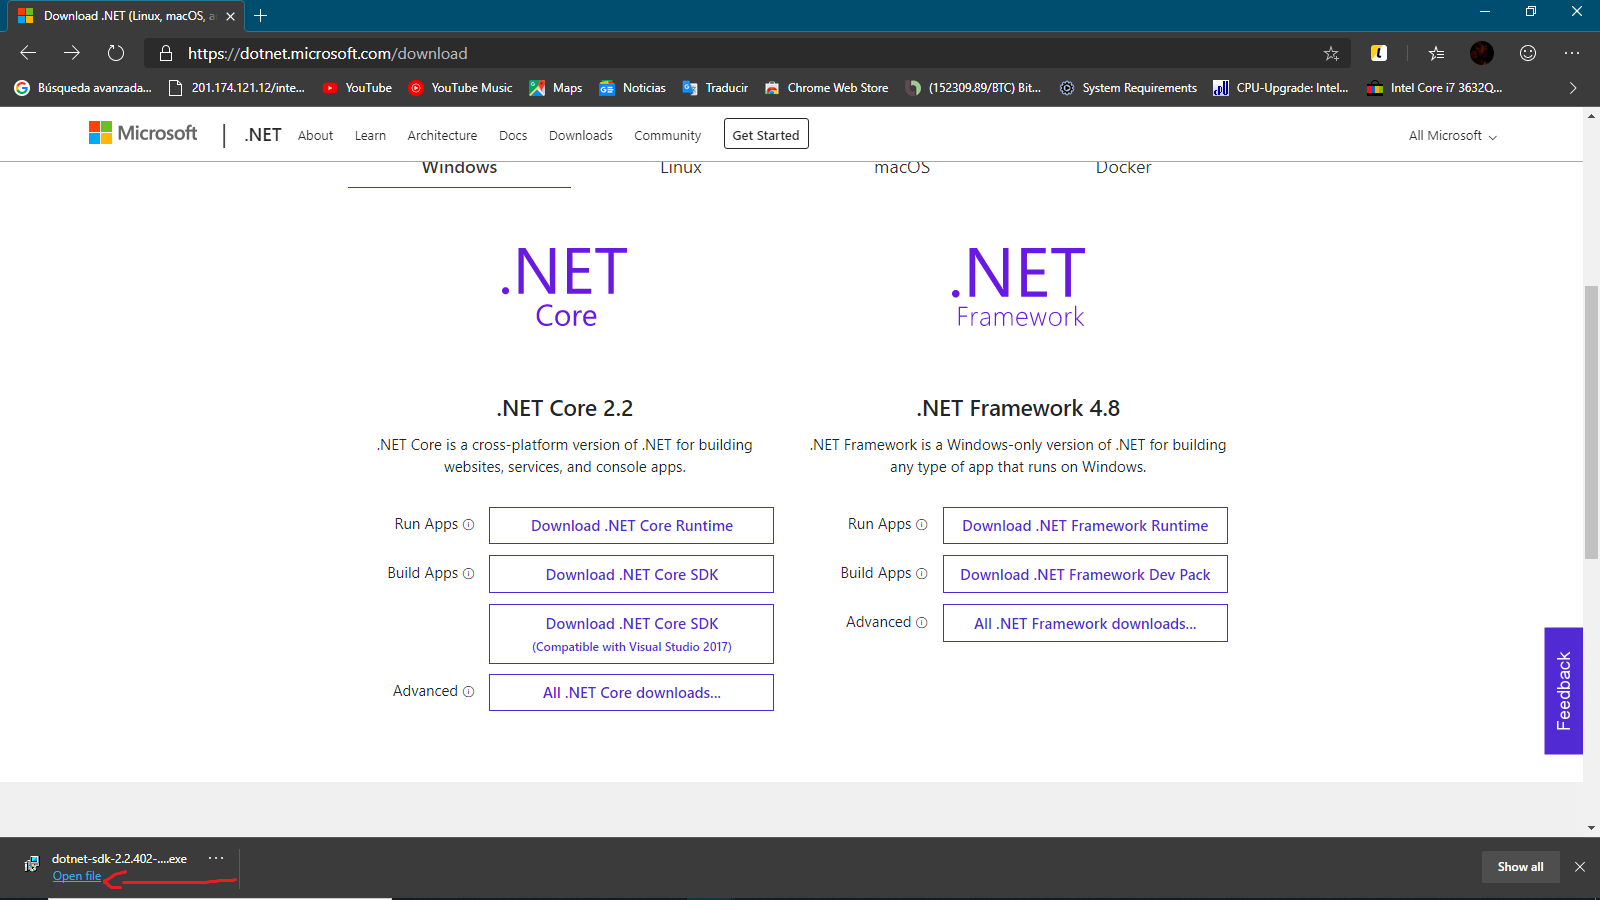 Download .NET (Linux, macOS, a
https://dotnet.microsoft.com/download
Búsqueda avanzada... 201.174.121.12/inte... YouTube YouTube Music Maps Noticias Traducir Chrome Web Store (152309.89/BTC) Bit... System Requirements CPU-Upgrade: Intel... Intel Core i7 3632Q...
Microsoft | .NET About Learn Architecture Docs Downloads Community Get Started All Microsoft
Windows Linux macOS Docker
.NET
Core
.NET
Framework
.NET Core 2.2
.NET Core is a cross-platform version of .NET for building
websites, services, and console apps.
Run Apps Download .NET Core Runtime
Build Apps Download .NET Core SDK
Download .NET Core SDK
(Compatible with Visual Studio 2017)
Advanced All .NET Core downloads...
.NET Framework 4.8
.NET Framework is a Windows-only version of .NET for building
any type of app that runs on Windows.
Run Apps Download .NET Framework Runtime
Build Apps Download .NET Framework Dev Pack
Advanced All .NET Framework downloads...
Feedback
dotnet-sdk-2.2.402-....exe
Open file
Show all